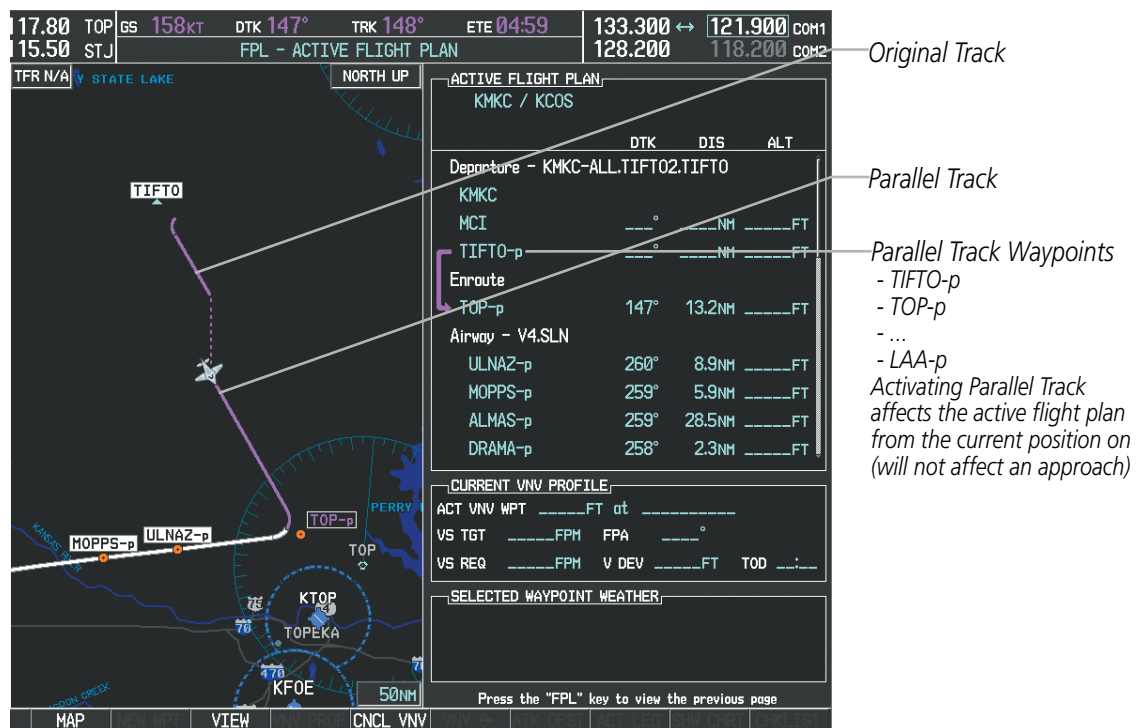 117.80 TOP GS 158KT DTK 147° TRK 148° ETE 04:59 133.300 ↔ 121.900 COM1
115.50 STJ FPL – ACTIVE FLIGHT PLAN 128.200 118.200 COM2
Original Track
TFR N/A Y STATE LAKE NORTH UP
ACTIVE FLIGHT PLAN
KMKC / KCOS
DTK DIS ALT
Departure – KMKC-ALL.TIFTO2.TIFTO
KMKC
MCI ___° ____NM _____FT
TIFTO-p ___° ____NM _____FT
Enroute
TOP-p 147° 13.2NM _____FT
Airway – V4.SLN
ULNAZ-p 260° 8.9NM _____FT
MOPPS-p 259° 5.9NM _____FT
ALMAS-p 259° 28.5NM _____FT
DRAMA-p 258° 2.3NM _____FT
Parallel Track
Parallel Track Waypoints
- TIFTO-p
- TOP-p
- ...
- LAA-p
Activating Parallel Track
affects the active flight plan
from the current position on
(will not affect an approach)
TIFTO
PERRY
TOP-p
KANSAS RIVER
MOPPS-p
ULNAZ-p
TOP
KTOP
TOPEKA
70
470
KFOE
50NM
CURRENT VNV PROFILE
ACT VNV WPT _____FT at __________
VS TGT _____FPM FPA ____°
VS REQ _____FPM V DEV _____FT TOD __:__
SELECTED WAYPOINT WEATHER
Press the "FPL" key to view the previous page
MAP NEW WPT VIEW VNV PROF CNCL VNV VNV ATK OFST ACT LEG SHW CHRT